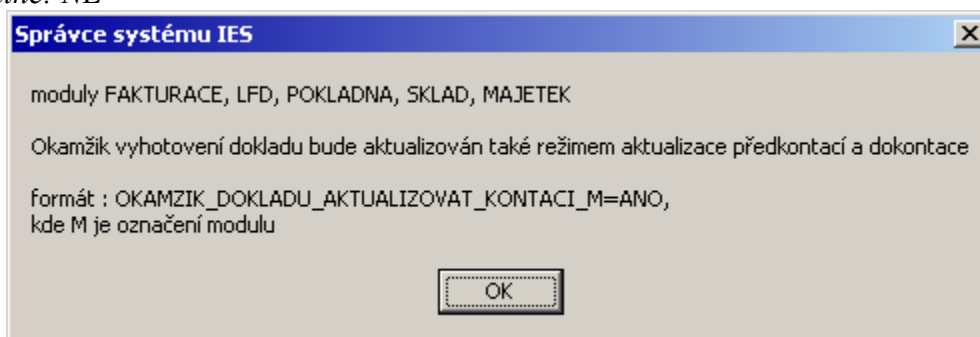 NE
Správce systému IES
moduly FAKTURACE, LFD, POKLADNA, SKLAD, MAJETEK
Okamžik vyhotovení dokladu bude aktualizován také režimem aktualizace předkontací a dokontace
formát : OKAMZIK_DOKLADU_AKTUALIZOVAT_KONTACI_M=ANO,
kde M je označení modulu
OK